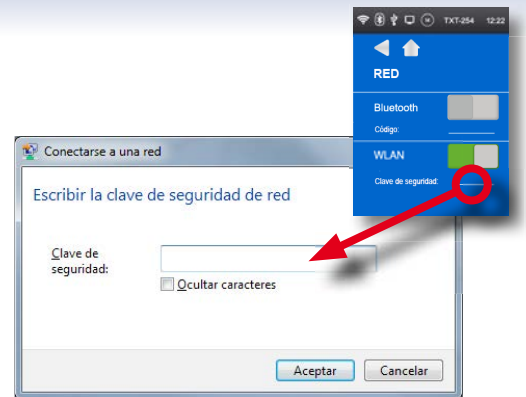 TXT-254 12:22
RED
Bluetooth
Código:
WLAN
Clave de seguridad:
Conectarse a una red
Escribir la clave de seguridad de red
Clave de
seguridad:
Ocultar caracteres
Aceptar Cancelar